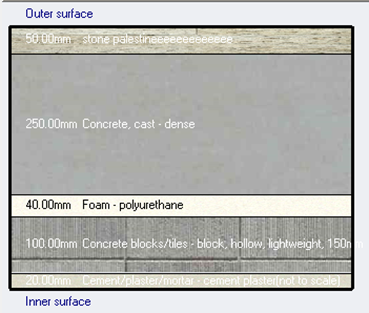 Outer surface
50.00mm stone palestineeeeceeeeeeeee
250.00mm Concrete, cast - dense
40.00mm Foam - polyurethane
100.00mm Concrete blocks/tiles - block, hollow, lightweight, 150m
20.00mm Cement/plaster/mortar - cement plaster(not to scale)
Inner surface